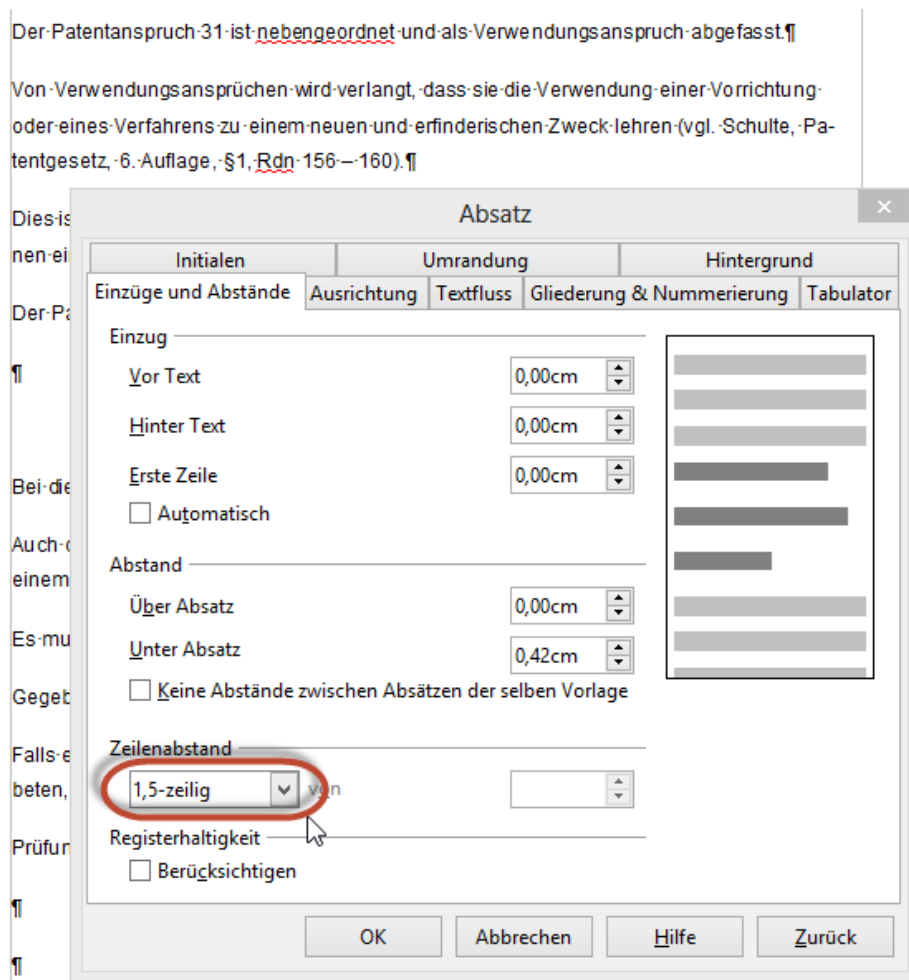 Der Patentanspruch 31 ist nebengeordnet und als Verwendungsanspruch abgefasst.¶
Von Verwendungsansprüchen wird verlangt, dass sie die Verwendung einer Vorrichtung
oder eines Verfahrens zu einem neuen und erfinderischen Zweck lehren (vgl. Schulte, Pa-
tentgesetz, 6. Auflage, §1, Rdn 156 – 160).¶
Dies is
nen ei
Der Pa
¶
Bei die
Auch d
einem
Es mu
Gegeb
Falls e
beten,
Prüfun
¶
¶
Absatz
Initialen Umrandung Hintergrund
Einzüge und Abstände Ausrichtung Textfluss Gliederung & Nummerierung Tabulator
Einzug
Vor Text 0,00cm
Hinter Text 0,00cm
Erste Zeile 0,00cm
Automatisch
Abstand
Über Absatz 0,00cm
Unter Absatz 0,42cm
Keine Abstände zwischen Absätzen der selben Vorlage
Zeilenabstand
1,5-zeilig von
Registerhaltigkeit
Berücksichtigen
OK Abbrechen Hilfe Zurück